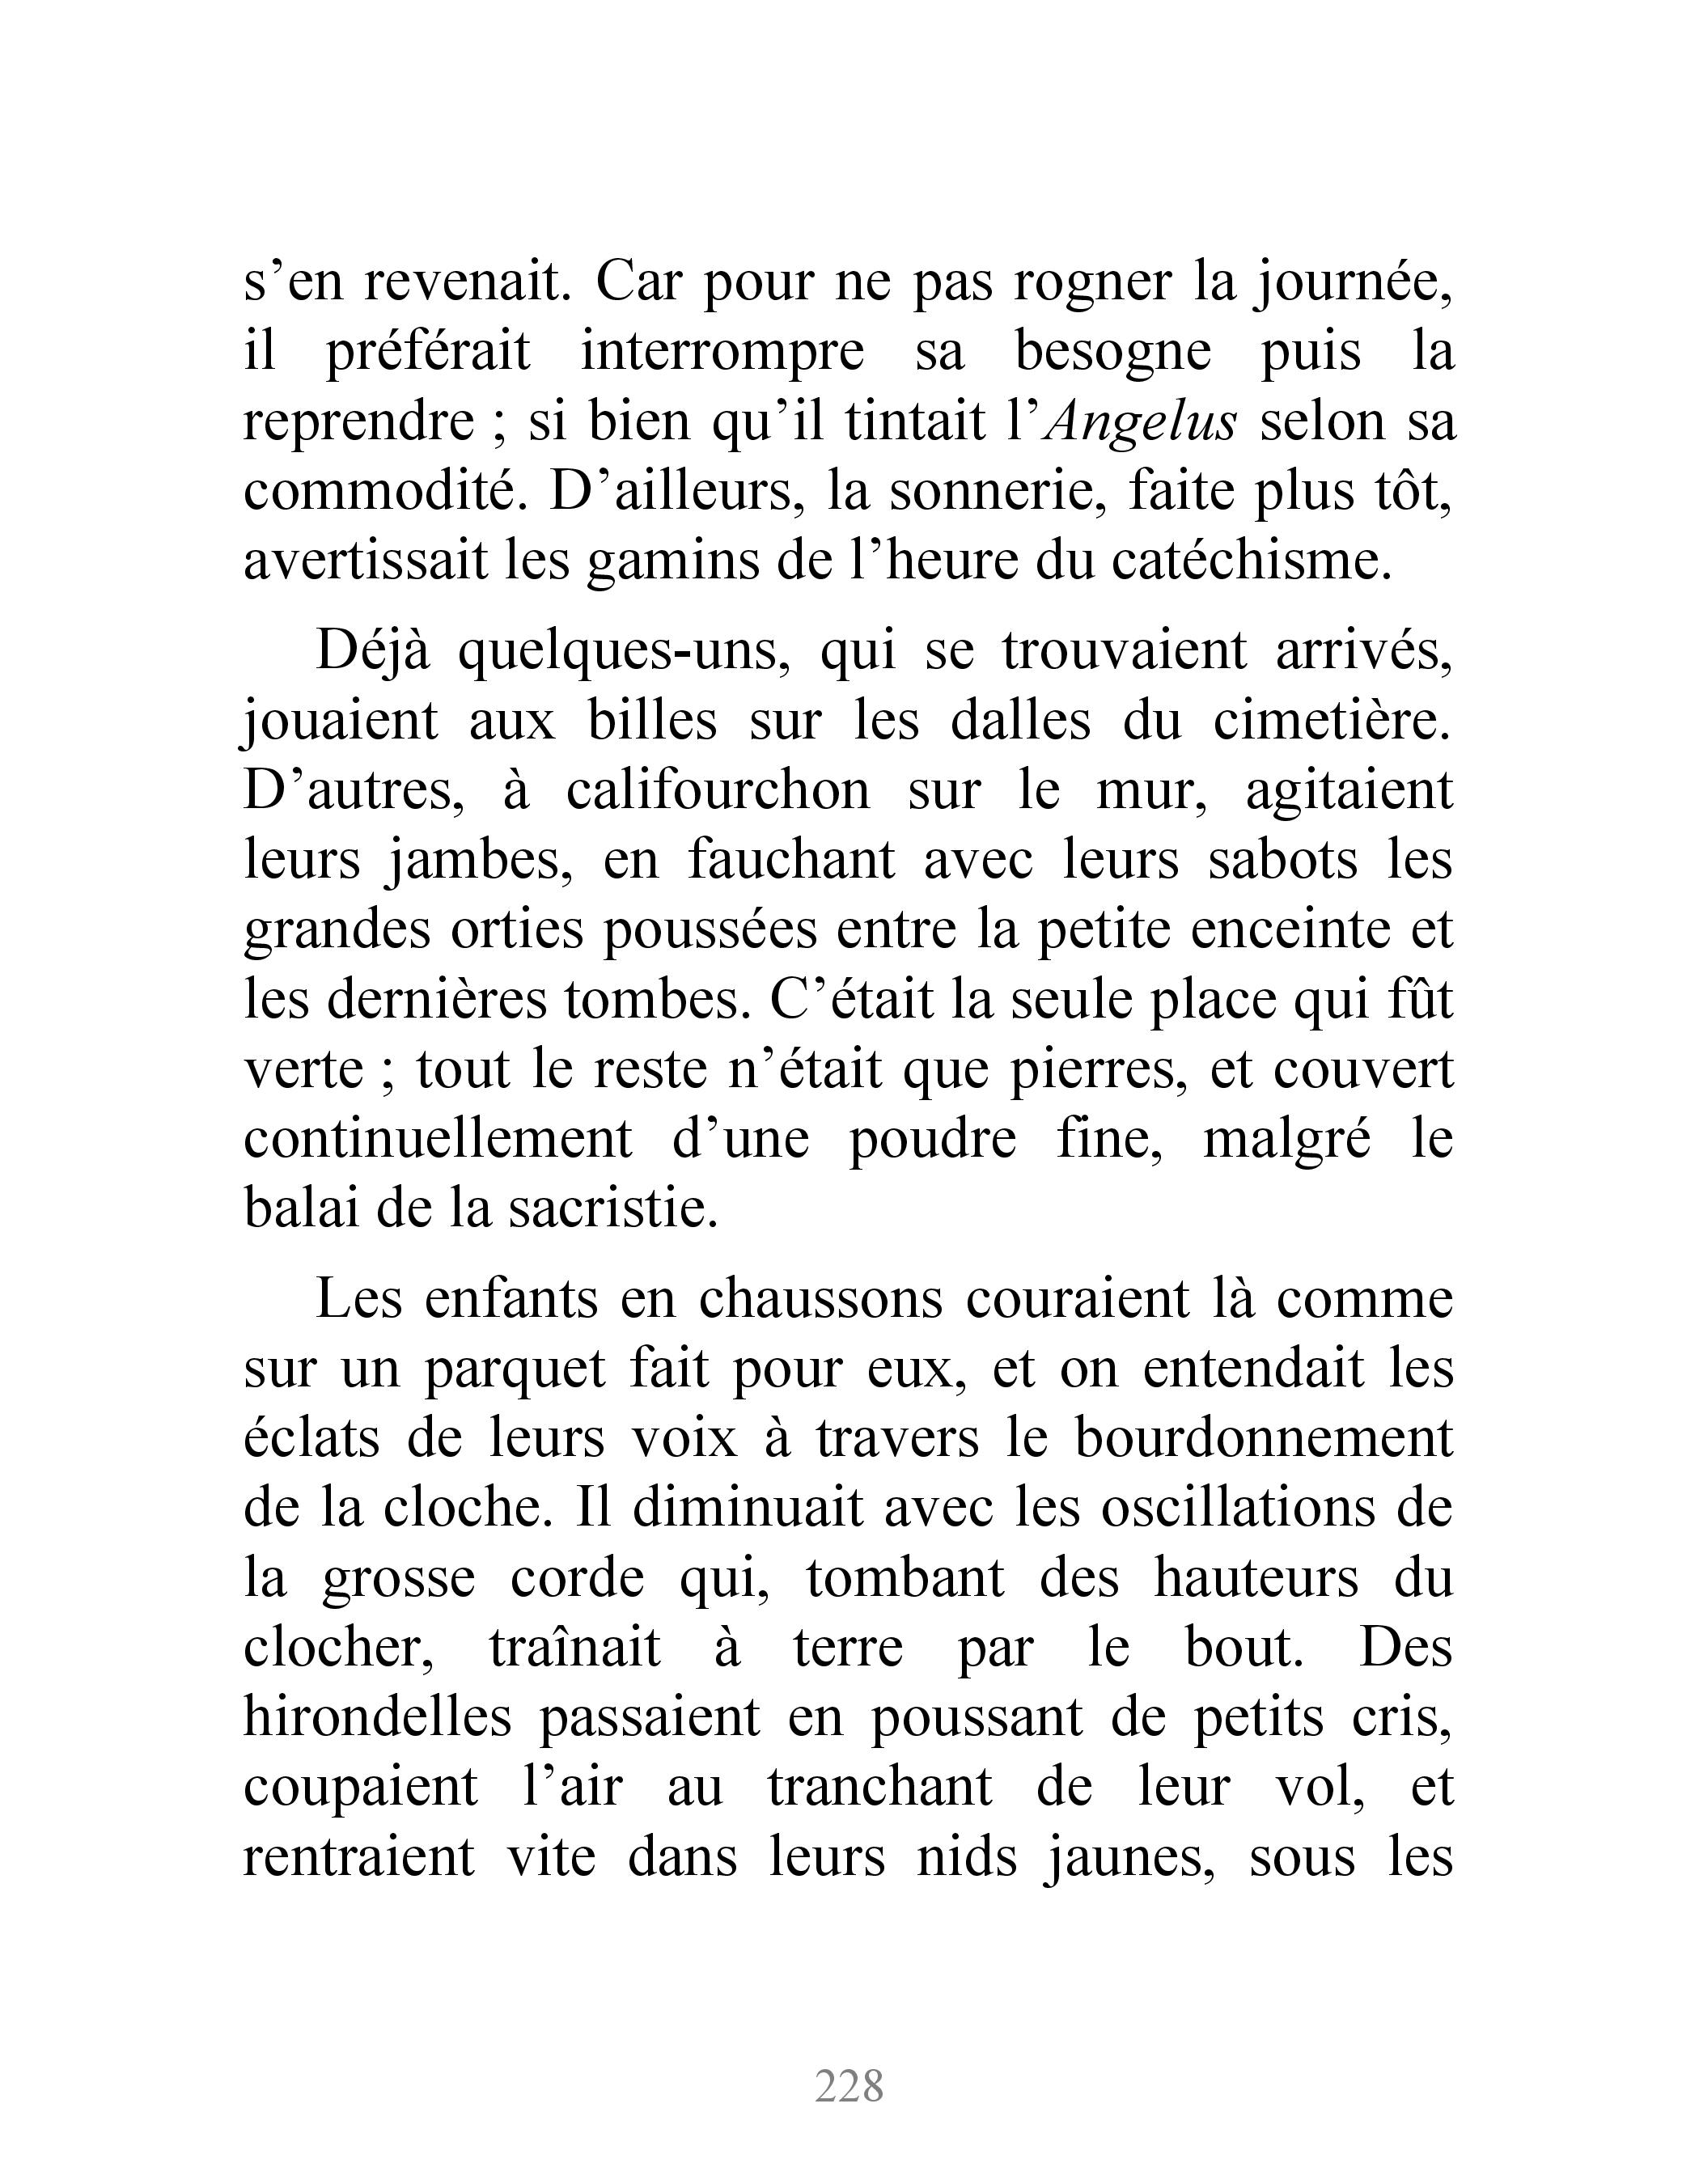 s’en revenait. Car pour ne pas rogner la journée,
il préférait interrompre sa besogne puis la
reprendre ; si bien qu’il tintait l’Angelus selon sa
commodité. D’ailleurs, la sonnerie, faite plus tôt,
avertissait les gamins de l’heure du catéchisme.
Déjà quelques-uns, qui se trouvaient arrivés,
jouaient aux billes sur les dalles du cimetière.
D’autres, à califourchon sur le mur, agitaient
leurs jambes, en fauchant avec leurs sabots les
grandes orties poussées entre la petite enceinte et
les dernières tombes. C’était la seule place qui fût
verte ; tout le reste n’était que pierres, et couvert
continuellement d’une poudre fine, malgré le
balai de la sacristie.
Les enfants en chaussons couraient là comme
sur un parquet fait pour eux, et on entendait les
éclats de leurs voix à travers le bourdonnement
de la cloche. Il diminuait avec les oscillations de
la grosse corde qui, tombant des hauteurs du
clocher, traînait à terre par le bout. Des
hirondelles passaient en poussant de petits cris,
coupaient l’air au tranchant de leur vol, et
rentraient vite dans leurs nids jaunes, sous les
228